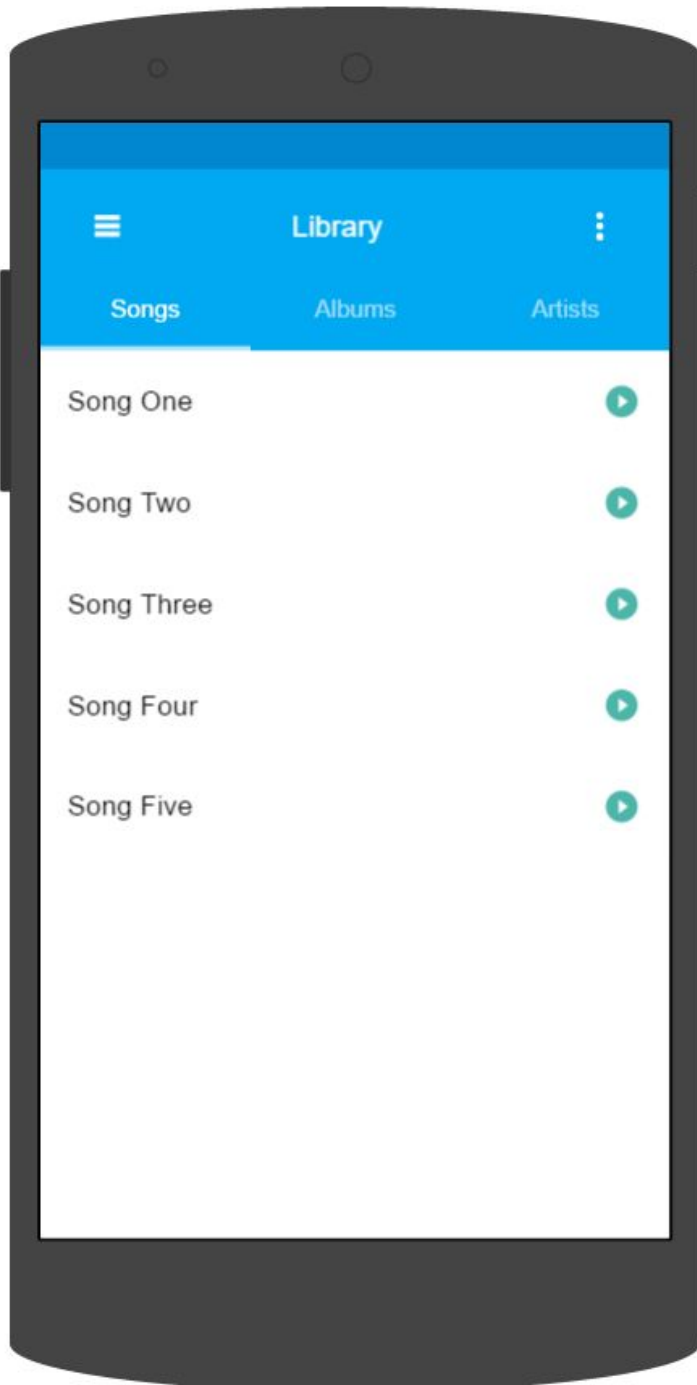 Library
Songs Albums Artists
Song One
Song Two
Song Three
Song Four
Song Five